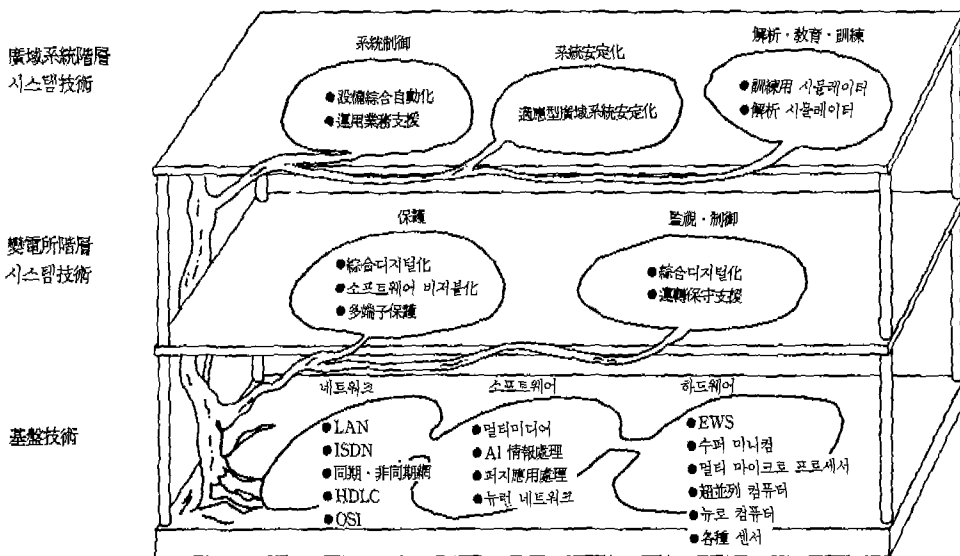 廣域系統階層
시스템技術
系統制御
●設備綜合自動化
●運用業務支援
系統安定化
適應型廣域系統安定化
解析·敎育·訓練
●訓練用 시뮬레이터
●解析 시뮬레이터
變電所階層
시스템技術
保護
●綜合디지털化
●소프트웨어 비저블化
●多端子保護
監視·制御
●綜合디지털化
●運轉保守支援
基盤技術
네트워크
●LAN
●ISDN
●同期·非同期網
●HDLC
●OSI
소프트웨어
●멀티미디어
●AI 情報處理
●퍼지應用處理
●뉴런 네트워크
하드웨어
●EWS
●수퍼 미니컴
●멀티 마이크로 프로세서
●超並列 컴퓨터
●뉴로 컴퓨터
●各種 센서